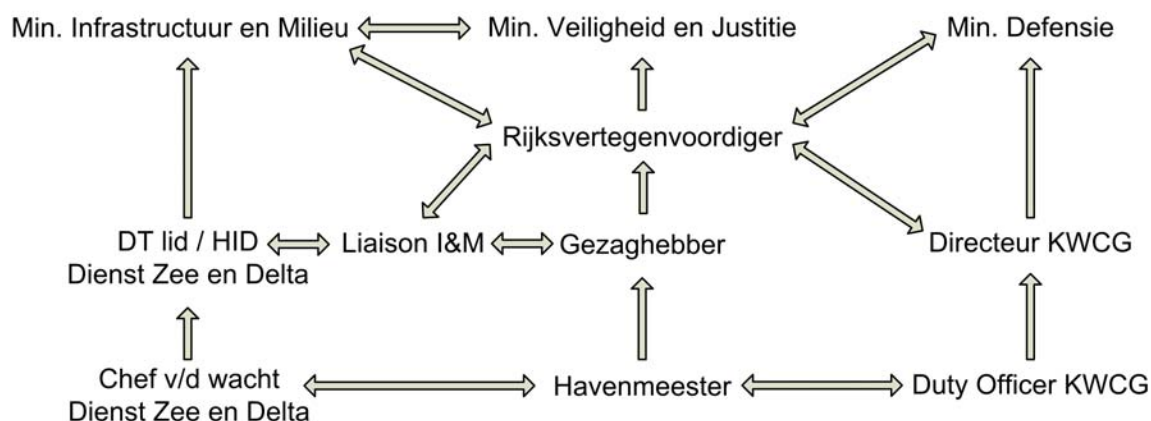 Min. Infrastructuur en Milieu
Min. Veiligheid en Justitie
Min. Defensie
Rijksvertegenvoordiger
DT lid / HID
Dienst Zee en Delta
Liaison I&M
Gezaghebber
Directeur KWCG
Chef v/d wacht
Dienst Zee en Delta
Havenmeester
Duty Officer KWCG